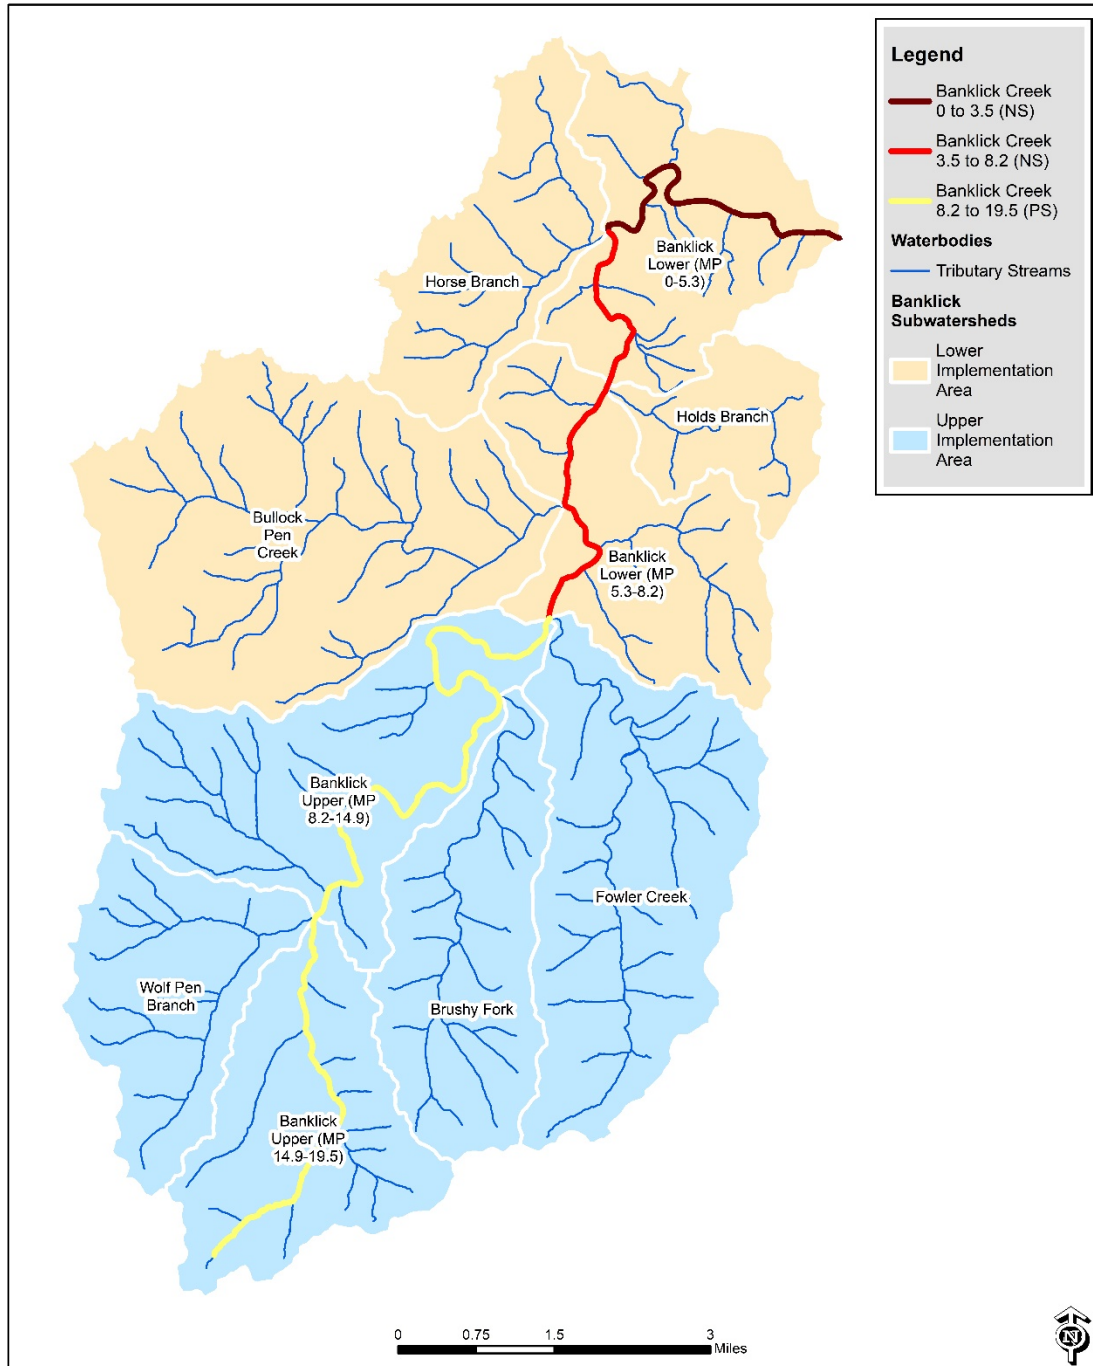 Legend
Banklick Creek
0 to 3.5 (NS)
Banklick Creek
3.5 to 8.2 (NS)
Banklick Creek
8.2 to 19.5 (PS)
Waterbodies
Tributary Streams
Banklick
Subwatersheds
Lower
Implementation
Area
Upper
Implementation
Area
Banklick
Lower (MP
0-5.3)
Horse Branch
Holds Branch
Bullock
Pen
Creek
Banklick
Lower (MP
5.3-8.2)
Banklick
Upper (MP
8.2-14.9)
Fowler Creek
Wolf Pen
Branch
Brushy Fork
Banklick
Upper (MP
14.9-19.5)
0 0.75 1.5 3
Miles
N